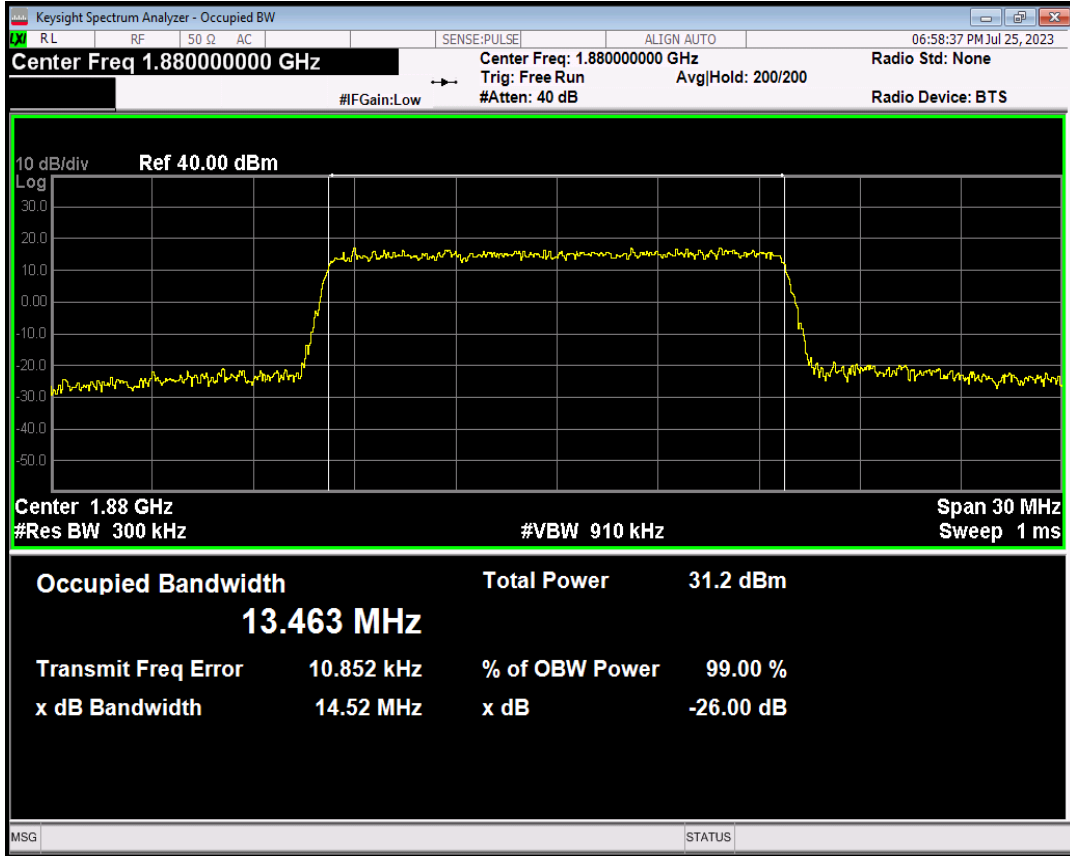 Keysight Spectrum Analyzer - Occupied BW
LXI RL RF 50 Ω AC SENSE:PULSE ALIGN AUTO 06:58:37 PM Jul 25, 2023
Center Freq 1.880000000 GHz Center Freq: 1.880000000 GHz Radio Std: None
Trig: Free Run Avg|Hold: 200/200
#IFGain:Low #Atten: 40 dB Radio Device: BTS
10 dB/div Ref 40.00 dBm
Log
30.0
20.0
10.0
0.00
-10.0
-20.0
-30.0
-40.0
-50.0
Center 1.88 GHz Span 30 MHz
#Res BW 300 kHz #VBW 910 kHz Sweep 1 ms
Occupied Bandwidth Total Power 31.2 dBm
13.463 MHz
Transmit Freq Error 10.852 kHz % of OBW Power 99.00 %
x dB Bandwidth 14.52 MHz x dB -26.00 dB
MSG STATUS